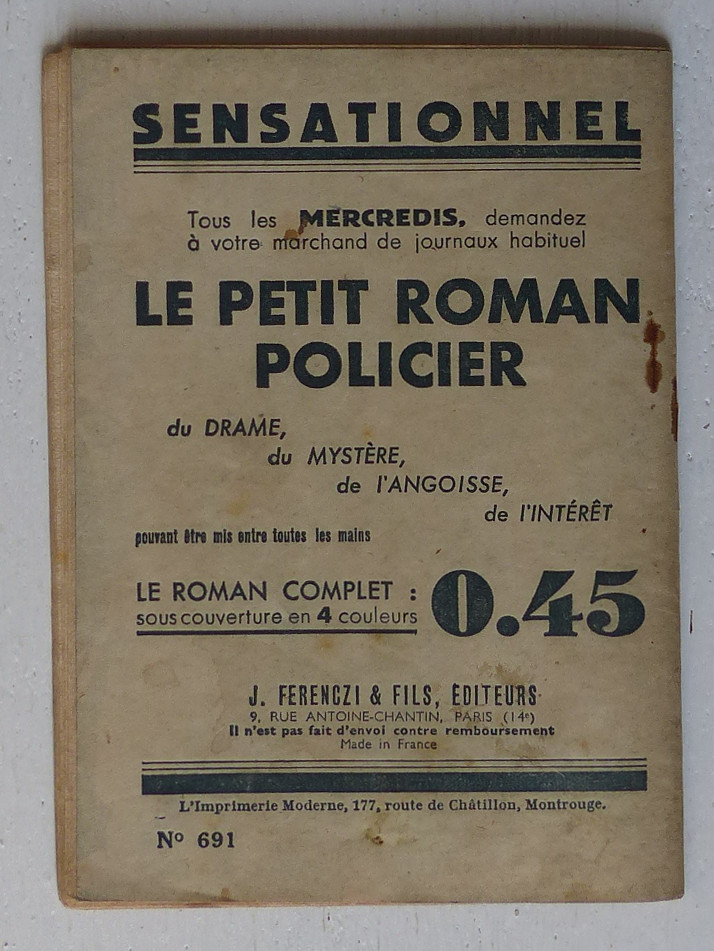 SENSATIONNEL
Tous les MERCREDIS, demandez
à votre marchand de journaux habituel
LE PETIT ROMAN
POLICIER
du DRAME,
du MYSTÈRE,
de l'ANGOISSE,
de l'INTÉRÊT
pouvant être mis entre toutes les mains
LE ROMAN COMPLET :
sous couverture en 4 couleurs
0.45
J. FERENCZI & FILS, ÉDITEURS
9, RUE ANTOINE-CHANTIN, PARIS (14e)
Il n'est pas fait d'envoi contre remboursement
Made in France
L'Imprimerie Moderne, 177, route de Châtillon, Montrouge.
No 691